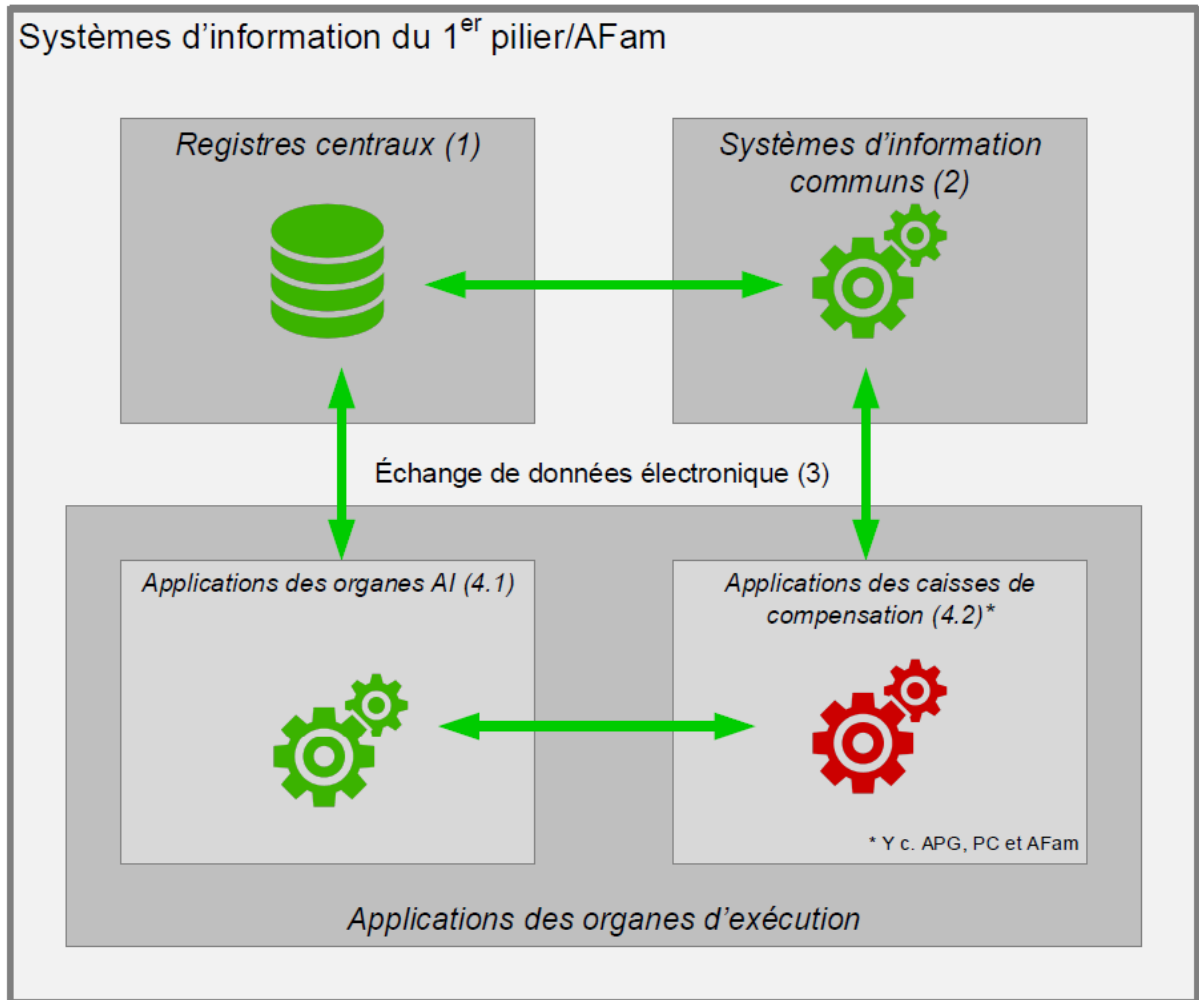 Systèmes d’information du 1er pilier/AFam
Registres centraux (1)
Systèmes d’information
communs (2)
Échange de données électronique (3)
Applications des organes AI (4.1)
Applications des caisses de
compensation (4.2)*
* Y c. APG, PC et AFam
Applications des organes d’exécution